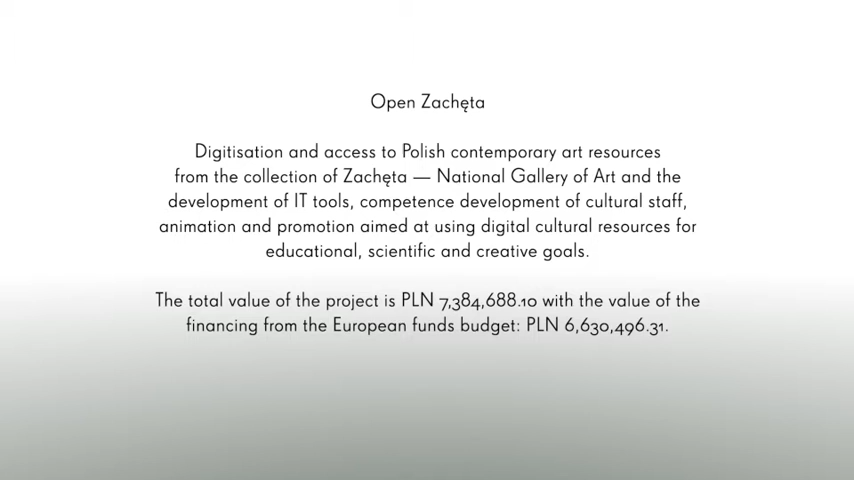 Open Zachęta
Digitisation and access to Polish contemporary art resources
from the collection of Zachęta — National Gallery of Art and the
development of IT tools, competence development of cultural staff,
animation and promotion aimed at using digital cultural resources for
educational, scientific and creative goals.
The total value of the project is PLN 7,384,688.10 with the value of the
financing from the European funds budget: PLN 6,630,496.31.